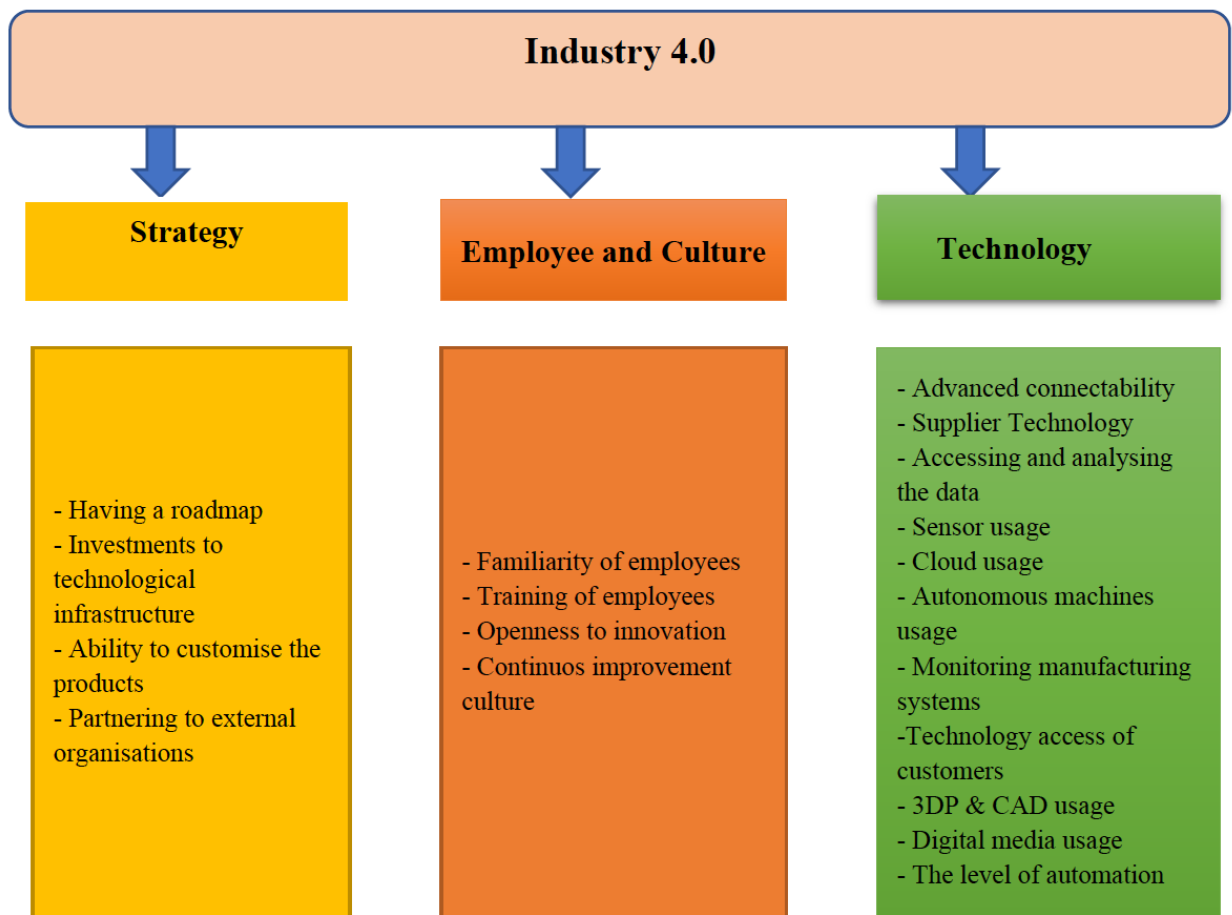 Industry 4.0
Strategy
Employee and Culture
Technology
- Having a roadmap
- Investments to
technological
infrastructure
- Ability to customise the
products
- Partnering to external
organisations
- Familiarity of employees
- Training of employees
- Openness to innovation
- Continuos improvement
culture
- Advanced connectability
- Supplier Technology
- Accessing and analysing
the data
- Sensor usage
- Cloud usage
- Autonomous machines
usage
- Monitoring manufacturing
systems
-Technology access of
customers
- 3DP & CAD usage
- Digital media usage
- The level of automation